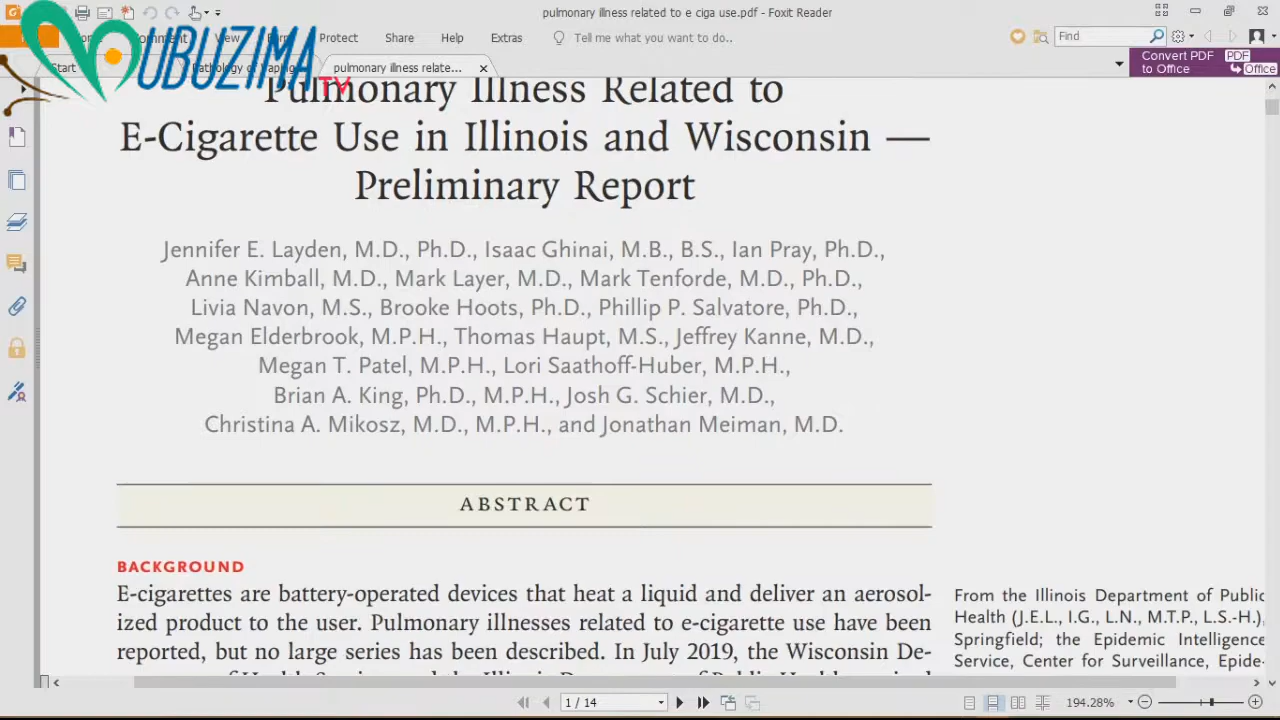 pulmonary illness related to e ciga use.pdf - Foxit Reader
UBUZIMA
TV
View
Protect
Share
Help
Extras
Tell me what you want to do..
Find
Start
pulmonary illness relate...
Convert PDF
to Office
PDF
Office
Pulmonary Illness Related to
E-Cigarette Use in Illinois and Wisconsin —
Preliminary Report
Jennifer E. Layden, M.D., Ph.D., Isaac Ghinai, M.B., B.S., Ian Pray, Ph.D.,
Anne Kimball, M.D., Mark Layer, M.D., Mark Tenforde, M.D., Ph.D.,
Livia Navon, M.S., Brooke Hoots, Ph.D., Phillip P. Salvatore, Ph.D.,
Megan Elderbrook, M.P.H., Thomas Haupt, M.S., Jeffrey Kanne, M.D.,
Megan T. Patel, M.P.H., Lori Saathoff-Huber, M.P.H.,
Brian A. King, Ph.D., M.P.H., Josh G. Schier, M.D.,
Christina A. Mikosz, M.D., M.P.H., and Jonathan Meiman, M.D.
ABSTRACT
BACKGROUND
E-cigarettes are battery-operated devices that heat a liquid and deliver an aerosol-
ized product to the user. Pulmonary illnesses related to e-cigarette use have been
reported, but no large series has been described. In July 2019, the Wisconsin De-
From the Illinois Department of Public
Health (J.E.L., I.G., L.N., M.T.P., L.S.-H.),
Springfield; the Epidemic Intelligence
Service, Center for Surveillance, Epide-
1 / 14
194.28%